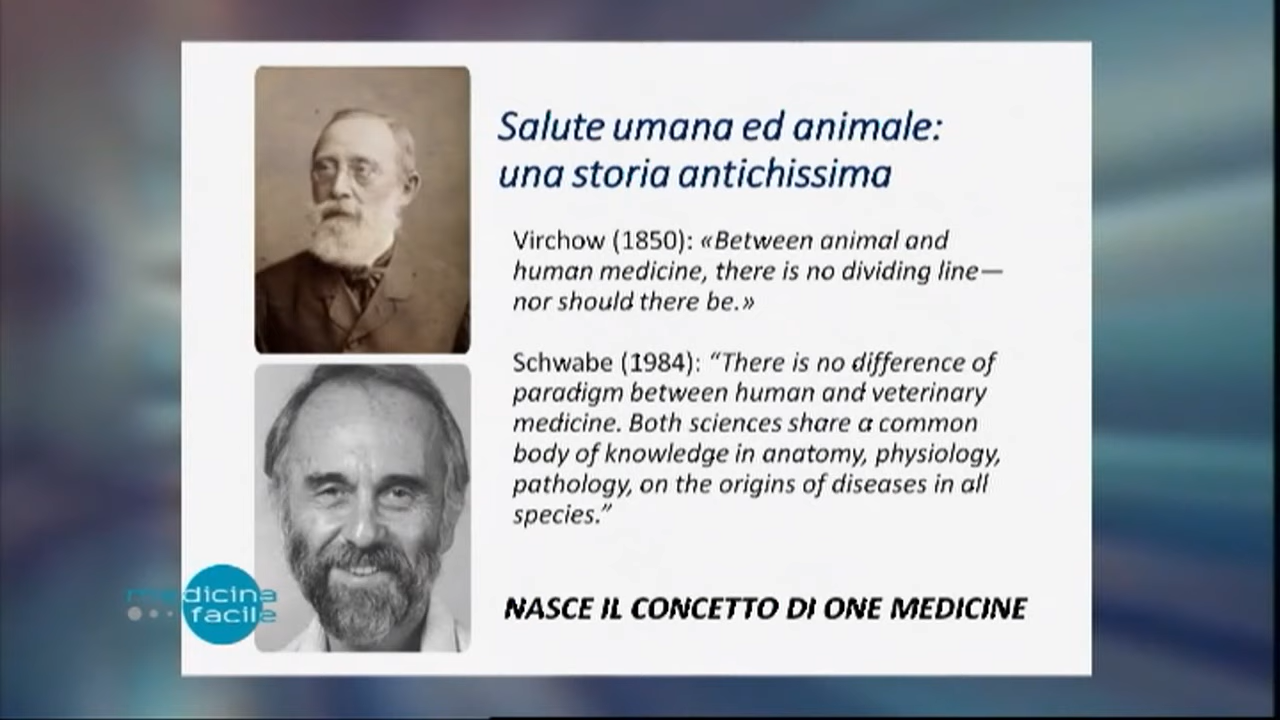 Salute umana ed animale:
una storia antichissima
Virchow (1850): «Between animal and
human medicine, there is no dividing line—
nor should there be.»
Schwabe (1984): “There is no difference of
paradigm between human and veterinary
medicine. Both sciences share a common
body of knowledge in anatomy, physiology,
pathology, on the origins of diseases in all
species.”
NASCE IL CONCETTO DI ONE MEDICINE
medicina
facile